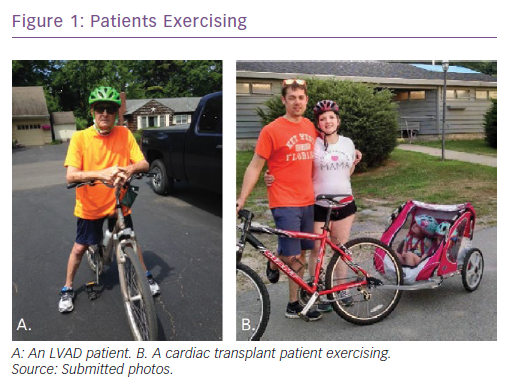 Figure 1: Patients Exercising
A.
KEY WEST
FLORIDA
MAMA
B.
A: An LVAD patient. B. A cardiac transplant patient exercising.
Source: Submitted photos.